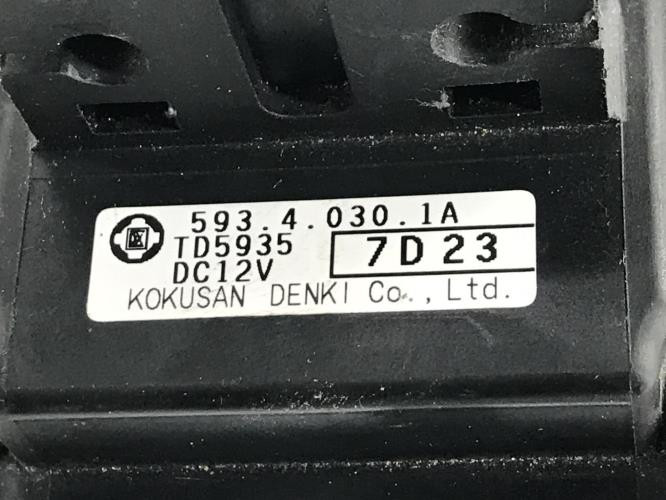 593.4.030.1A
TD5935
7D23
DC12V
KOKUSAN DENKI Co., Ltd.